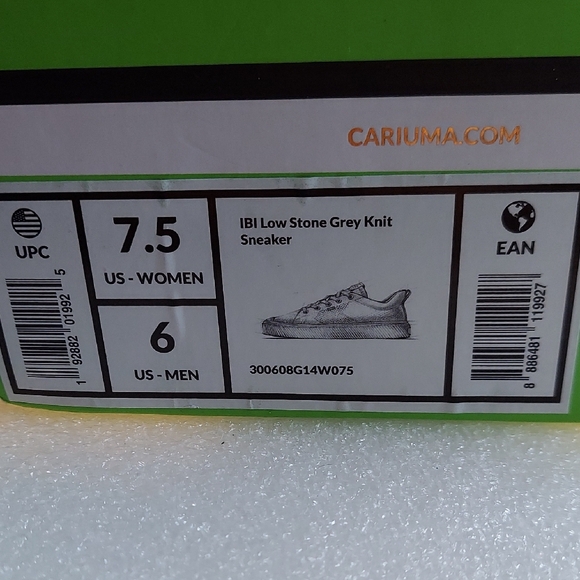 CARIUMA.COM
UPC
1 92882 01992 5
7.5
US - WOMEN
6
US - MEN
IBI Low Stone Grey Knit
Sneaker
300608G14W075
EAN
8 886481 119927